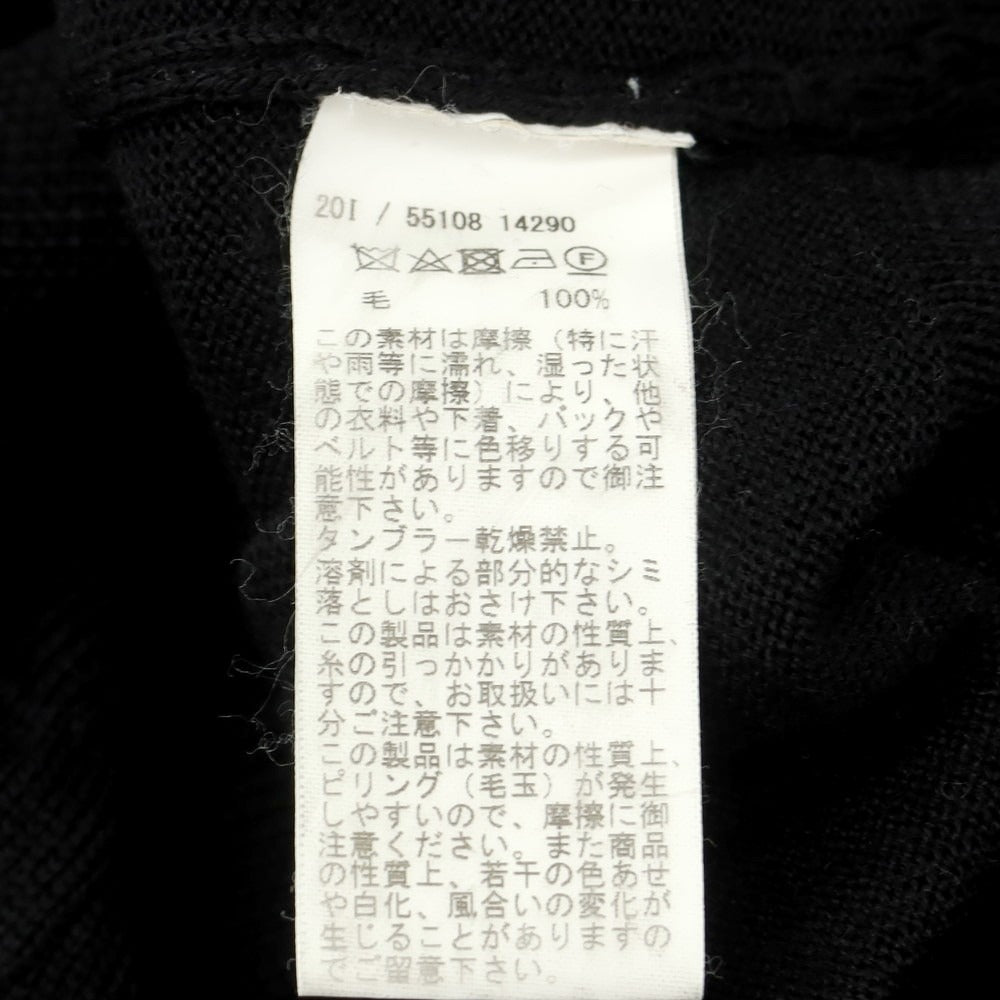 20I / 55108 14290
F
毛 100%
この素材は摩擦（特に汗
や雨等に濡れ、湿った状
態での摩擦）により、他
の衣料や下着、バックや
ベルト等に色移りする可
能性がありますので御注
意下さい。
タンブラー乾燥禁止。
溶剤による部分的なシミ
落としはおさけ下さい。
この製品は素材の性質上、
糸の引っかかりがありま
すので、お取扱いには十
分ご注意下さい。
この製品は素材の性質上、
ピリング（毛玉）が発生
しやすいので、摩擦に御
注意ください。また商品
の性質上、若干の色あせ
や白化、風合いの変化が
生じることがありますの
でご留意下さい。